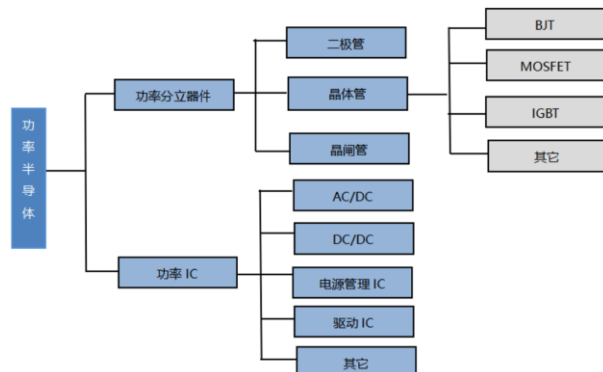 功率半导体
功率分立器件
二极管
晶体管
晶闸管
BJT
MOSFET
IGBT
其它
功率 IC
AC/DC
DC/DC
电源管理 IC
驱动 IC
其它